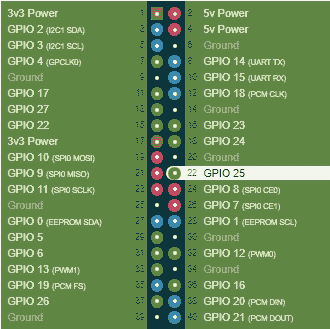 3v3 Power 1 2 5v Power
GPIO 2 (I2C1 SDA) 3 4 5v Power
GPIO 3 (I2C1 SCL) 5 6 Ground
GPIO 4 (GPCLK0) 7 8 GPIO 14 (UART TX)
Ground 9 10 GPIO 15 (UART RX)
GPIO 17 11 12 GPIO 18 (PCM CLK)
GPIO 27 13 14 Ground
GPIO 22 15 16 GPIO 23
3v3 Power 17 18 GPIO 24
GPIO 10 (SPI0 MOSI) 19 20 Ground
GPIO 9 (SPI0 MISO) 21 22 GPIO 25
GPIO 11 (SPI0 SCLK) 23 24 GPIO 8 (SPI0 CE0)
Ground 25 26 GPIO 7 (SPI0 CE1)
GPIO 0 (EEPROM SDA) 27 28 GPIO 1 (EEPROM SCL)
GPIO 5 29 30 Ground
GPIO 6 31 32 GPIO 12 (PWM0)
GPIO 13 (PWM1) 33 34 Ground
GPIO 19 (PCM FS) 35 36 GPIO 16
GPIO 26 37 38 GPIO 20 (PCM DIN)
Ground 39 40 GPIO 21 (PCM DOUT)